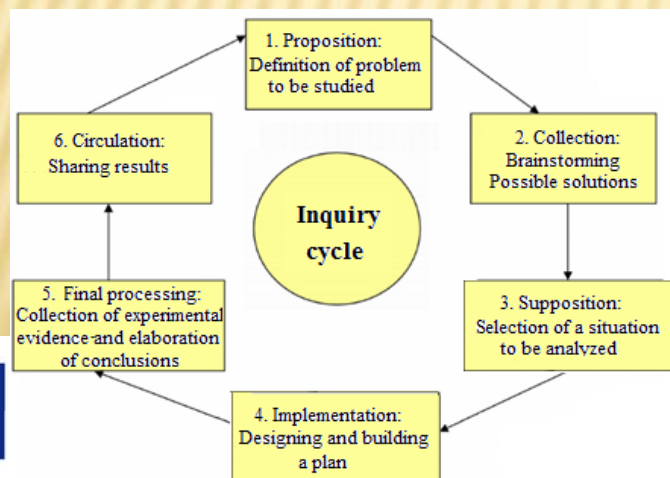 1. Proposition:
Definition of problem
to be studied
2. Collection:
Brainstorming
Possible solutions
3. Supposition:
Selection of a situation
to be analyzed
4. Implementation:
Designing and building
a plan
5. Final processing:
Collection of experimental
evidence and elaboration
of conclusions
6. Circulation:
Sharing results
Inquiry
cycle